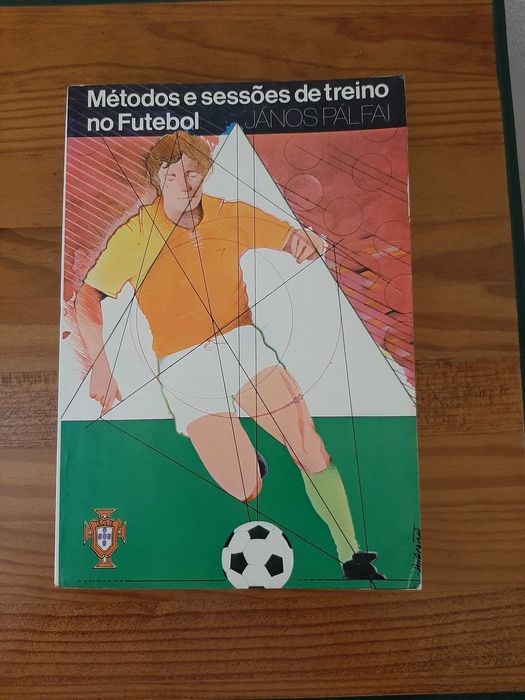 Métodos e sessões de treino
no Futebol JÁNOS PÁLFAI